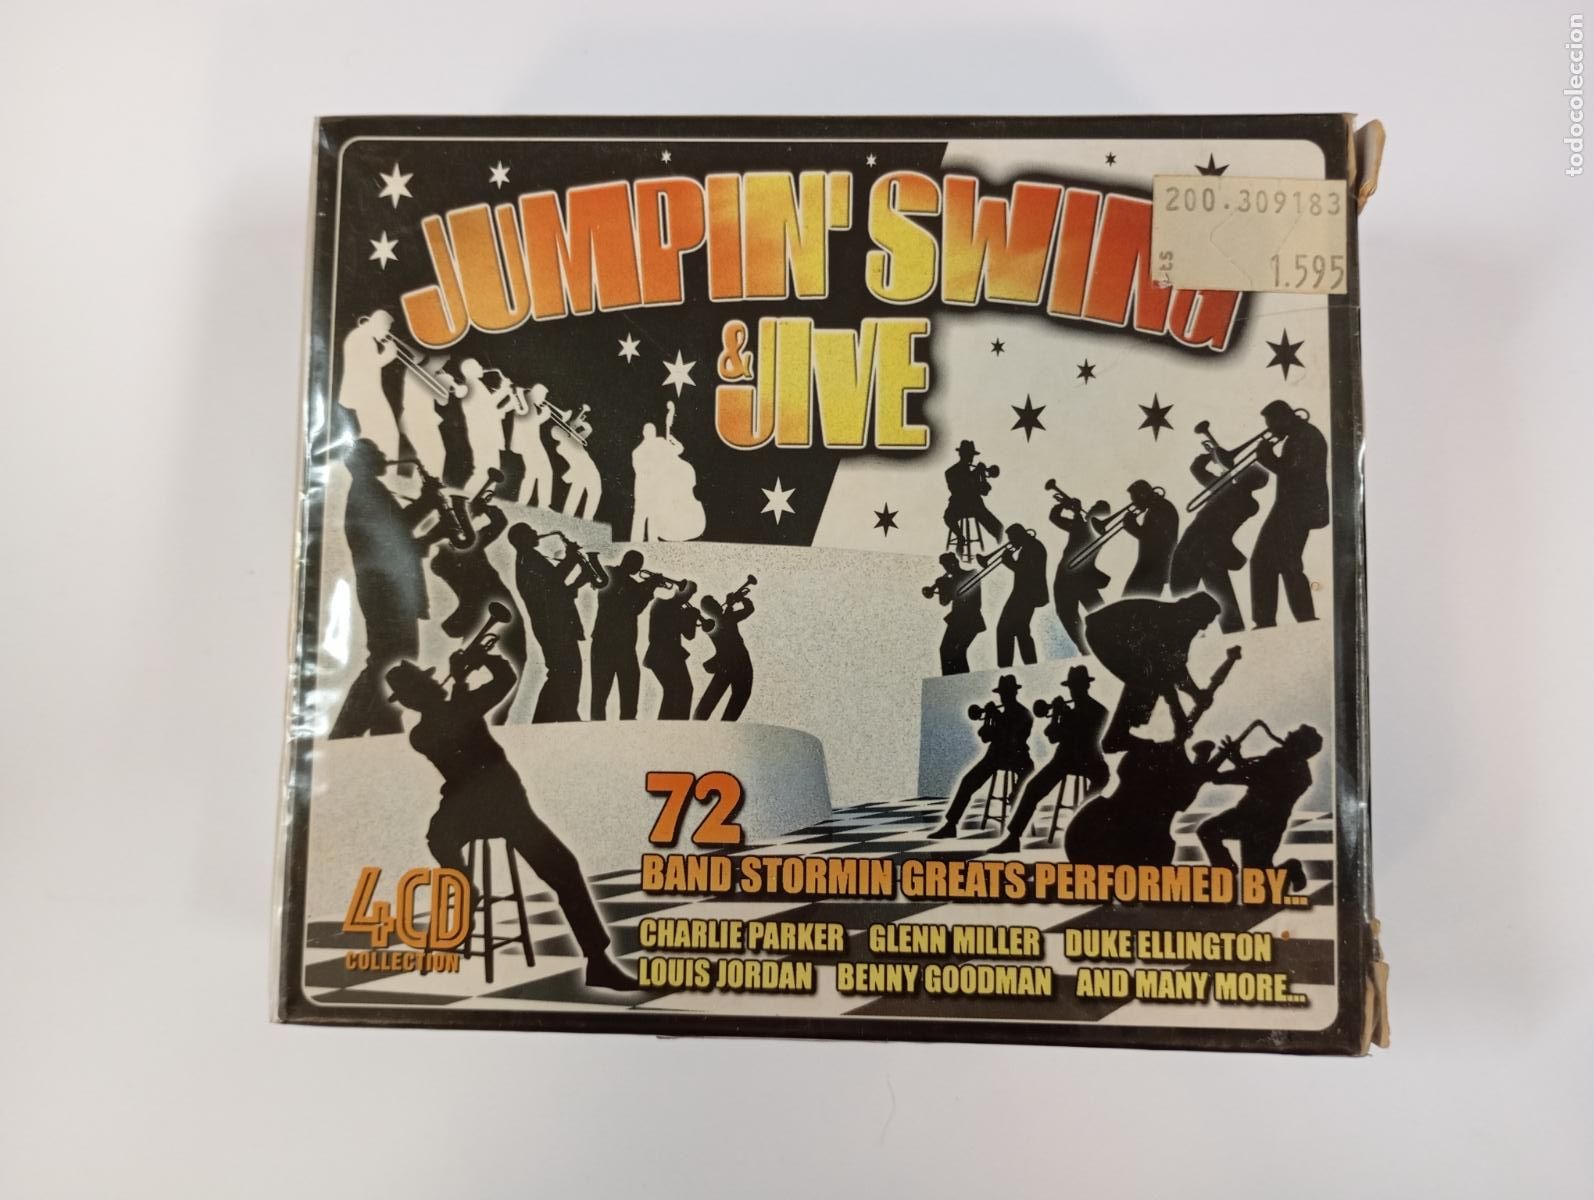 JUMPIN' SWING
& JIVE
200.309183
pts
1.595
72
BAND STORMIN GREATS PERFORMED BY...
CHARLIE PARKER GLENN MILLER DUKE ELLINGTON
LOUIS JORDAN BENNY GOODMAN AND MANY MORE...
4CD
COLLECTION
todocoleccion